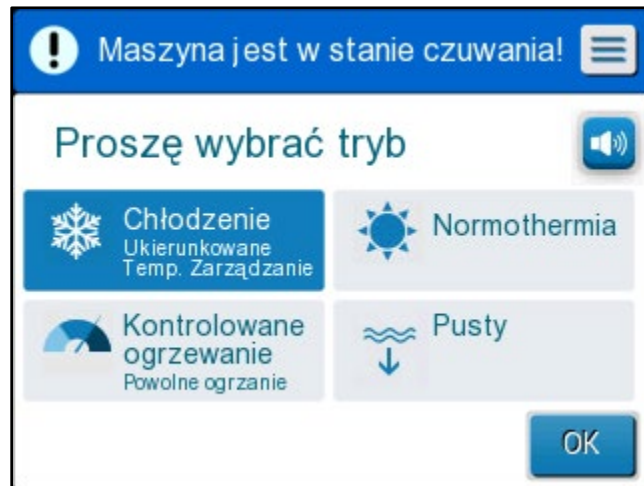 Maszyna jest w stanie czuwania!
Proszę wybrać tryb
Chłodzenie
Ukierunkowane
Temp. Zarządzanie
Normothermia
Kontrolowane
ogrzewanie
Powolne ogrzanie
Pusty
OK